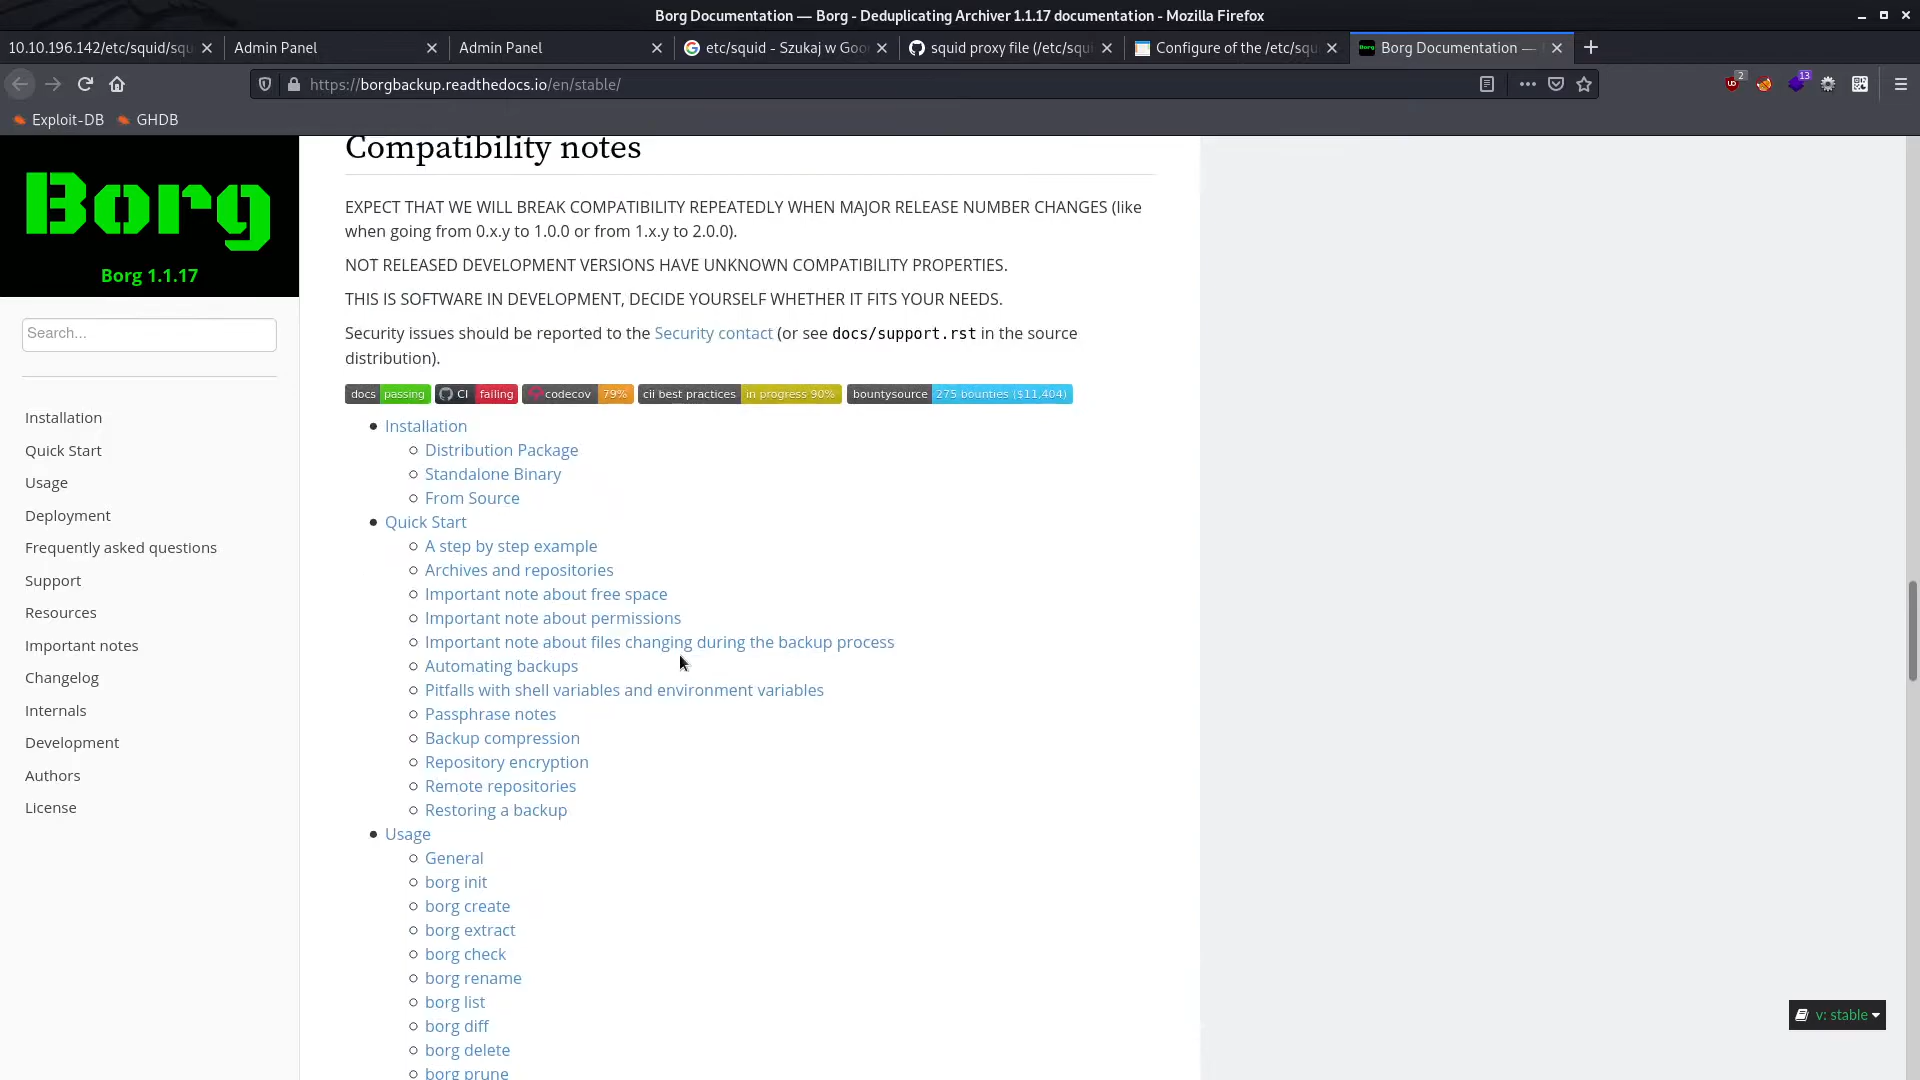 Borg Documentation — Borg - Deduplicating Archiver 1.1.17 documentation - Mozilla Firefox
10.10.196.142/etc/squid/squ
Admin Panel
Admin Panel
etc/squid - Szukaj w Goo
squid proxy file (/etc/squi
Configure of the /etc/squ
Borg Documentation —
https://borgbackup.readthedocs.io/en/stable/
2
13
Exploit-DB
GHDB
Borg
Borg 1.1.17
Search...
Installation
Quick Start
Usage
Deployment
Frequently asked questions
Support
Resources
Important notes
Changelog
Internals
Development
Authors
License
Compatibility notes
EXPECT THAT WE WILL BREAK COMPATIBILITY REPEATEDLY WHEN MAJOR RELEASE NUMBER CHANGES (like
when going from 0.x.y to 1.0.0 or from 1.x.y to 2.0.0).
NOT RELEASED DEVELOPMENT VERSIONS HAVE UNKNOWN COMPATIBILITY PROPERTIES.
THIS IS SOFTWARE IN DEVELOPMENT, DECIDE YOURSELF WHETHER IT FITS YOUR NEEDS.
Security issues should be reported to the Security contact (or see docs/support.rst in the source
distribution).
docs passing CI failing codecov 79% cii best practices in progress 90% bountysource 275 bounties ($11,404)
Installation
Distribution Package
Standalone Binary
From Source
Quick Start
A step by step example
Archives and repositories
Important note about free space
Important note about permissions
Important note about files changing during the backup process
Automating backups
Pitfalls with shell variables and environment variables
Passphrase notes
Backup compression
Repository encryption
Remote repositories
Restoring a backup
Usage
General
borg init
borg create
borg extract
borg check
borg rename
borg list
borg diff
borg delete
borg prune
v: stable